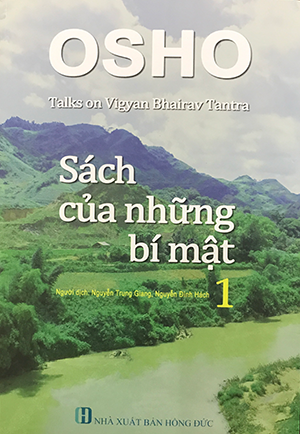 OSHO
Talks on Vigyan Bhairav Tantra
Sách
của những
bí mật
Người dịch: Nguyễn Trung Giang, Nguyễn Đình Hách
1
NHÀ XUẤT BẢN HỒNG ĐỨC